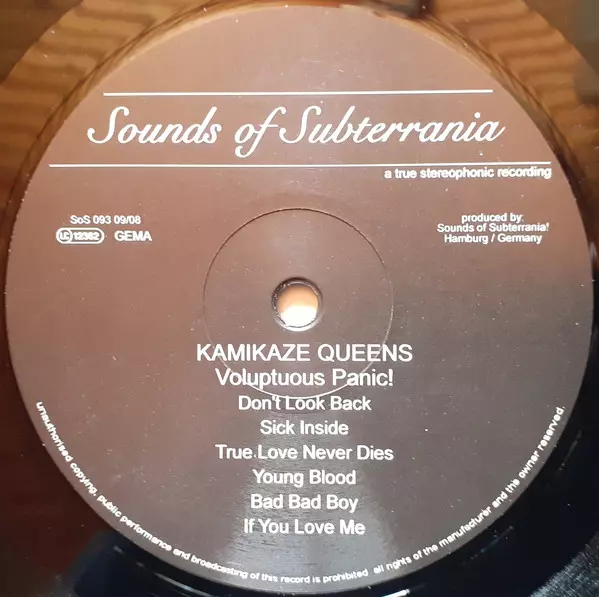 Sounds of Subterrania
a true stereophonic recording
SoS 093 09/08
LC 12362 GEMA
produced by:
Sounds of Subterrania!
Hamburg / Germany
KAMIKAZE QUEENS
Voluptuous Panic!
Don't Look Back
Sick Inside
True Love Never Dies
Young Blood
Bad Bad Boy
If You Love Me
unauthorised copying, public performance and broadcasting of this record is prohibited all rights of the manufacturer and the owner reserved.